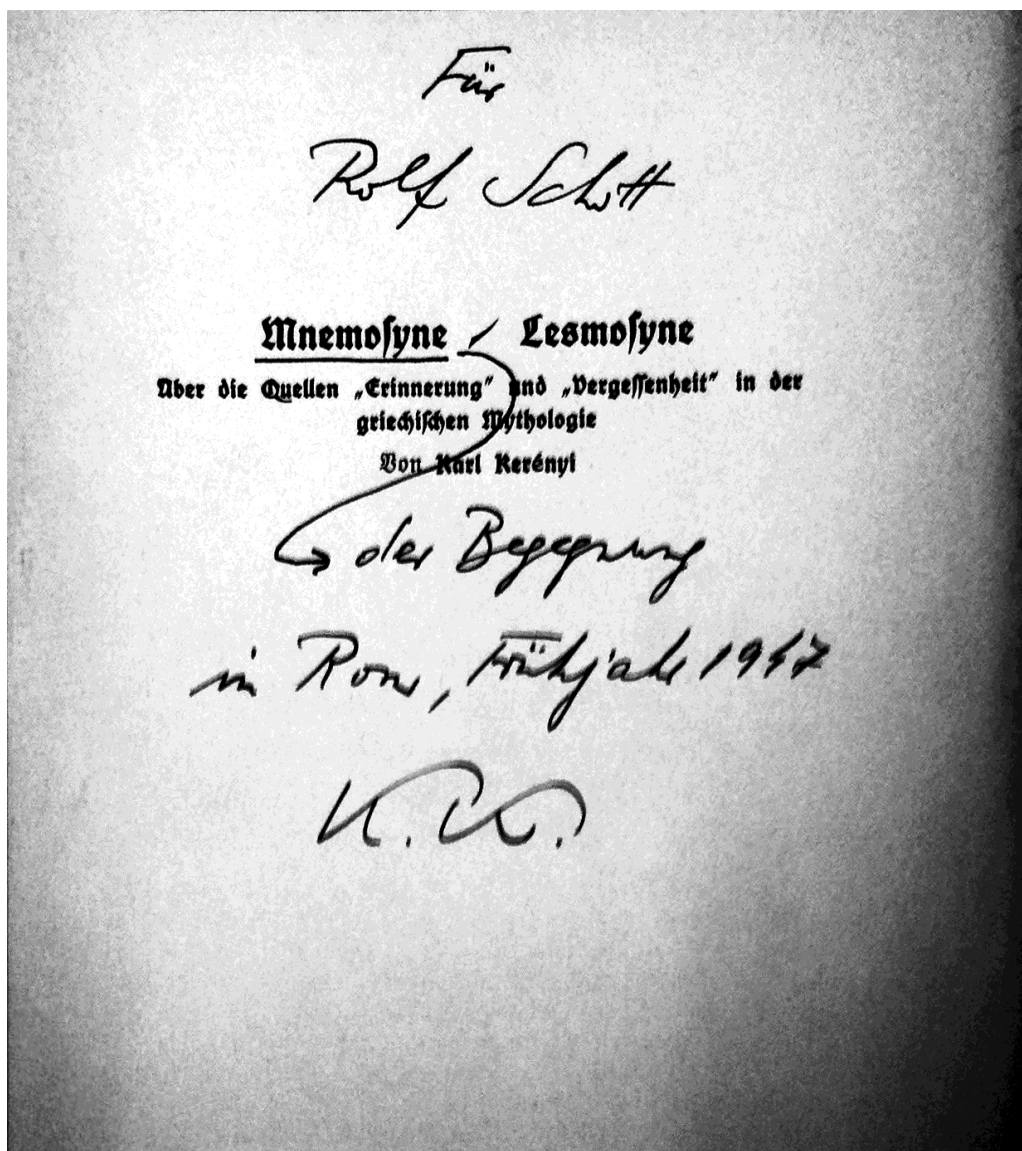 Für
Rolf Schott
Mnemoſyne / Lesmoſyne
Über die Quellen „Erinnerung“ und „Vergeſſenheit“ in der
griechiſchen Mythologie
Von Karl Kerényi
der Begegnung
in Rom, Frühjahr 1947
K. K.